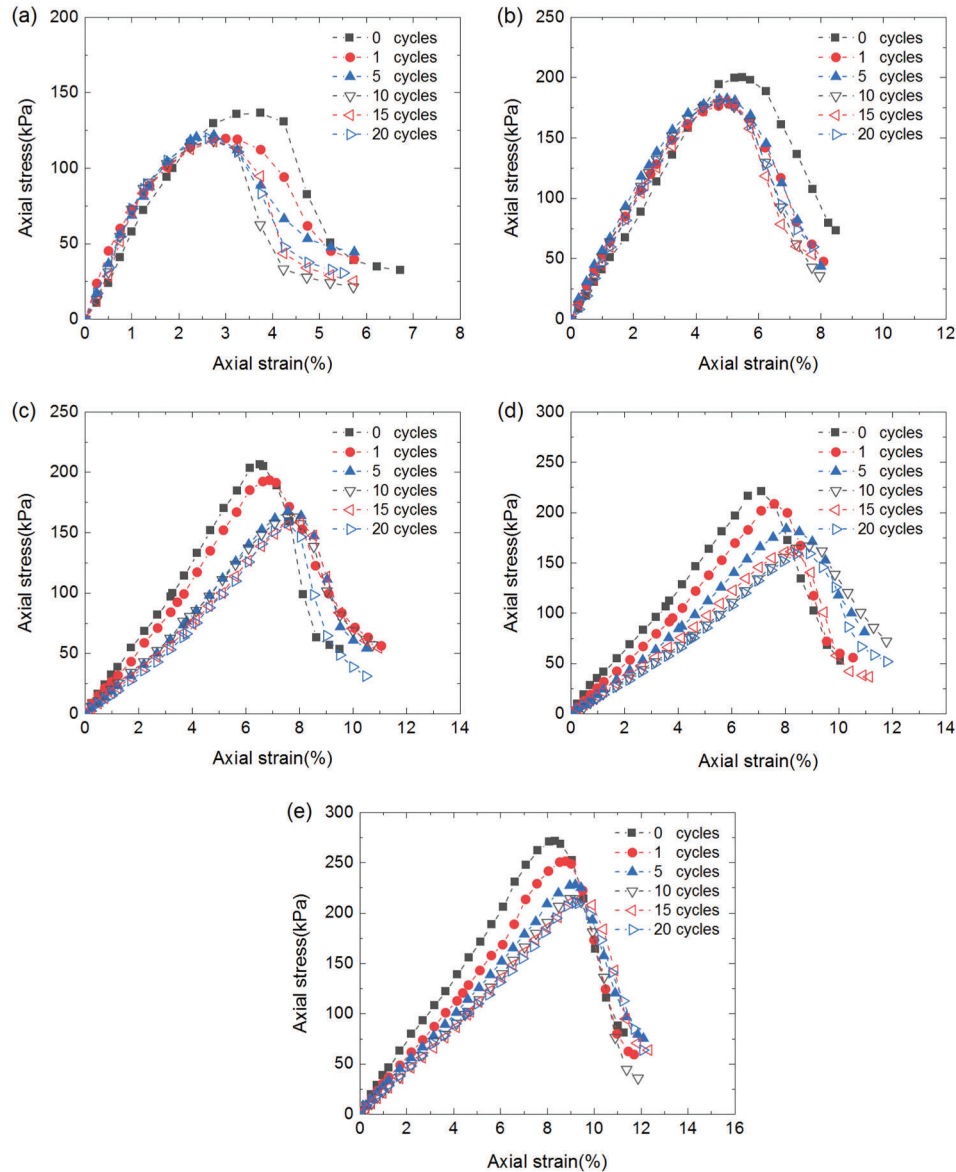 (a)
200
150
100
50
0
Axial stress(kPa)
0 cycles
1 cycles
5 cycles
10 cycles
15 cycles
20 cycles
0 1 2 3 4 5 6 7 8
Axial strain(%)
(b)
250
200
150
100
50
0
Axial stress(kPa)
0 cycles
1 cycles
5 cycles
10 cycles
15 cycles
20 cycles
0 2 4 6 8 10 12
Axial strain(%)
(c)
250
200
150
100
50
0
Axial stress(kPa)
0 cycles
1 cycles
5 cycles
10 cycles
15 cycles
20 cycles
0 2 4 6 8 10 12 14
Axial strain(%)
(d)
300
250
200
150
100
50
0
Axial stress(kPa)
0 cycles
1 cycles
5 cycles
10 cycles
15 cycles
20 cycles
0 2 4 6 8 10 12 14
Axial strain(%)
(e)
300
250
200
150
100
50
0
Axial stress(kPa)
0 cycles
1 cycles
5 cycles
10 cycles
15 cycles
20 cycles
0 2 4 6 8 10 12 14 16
Axial strain(%)